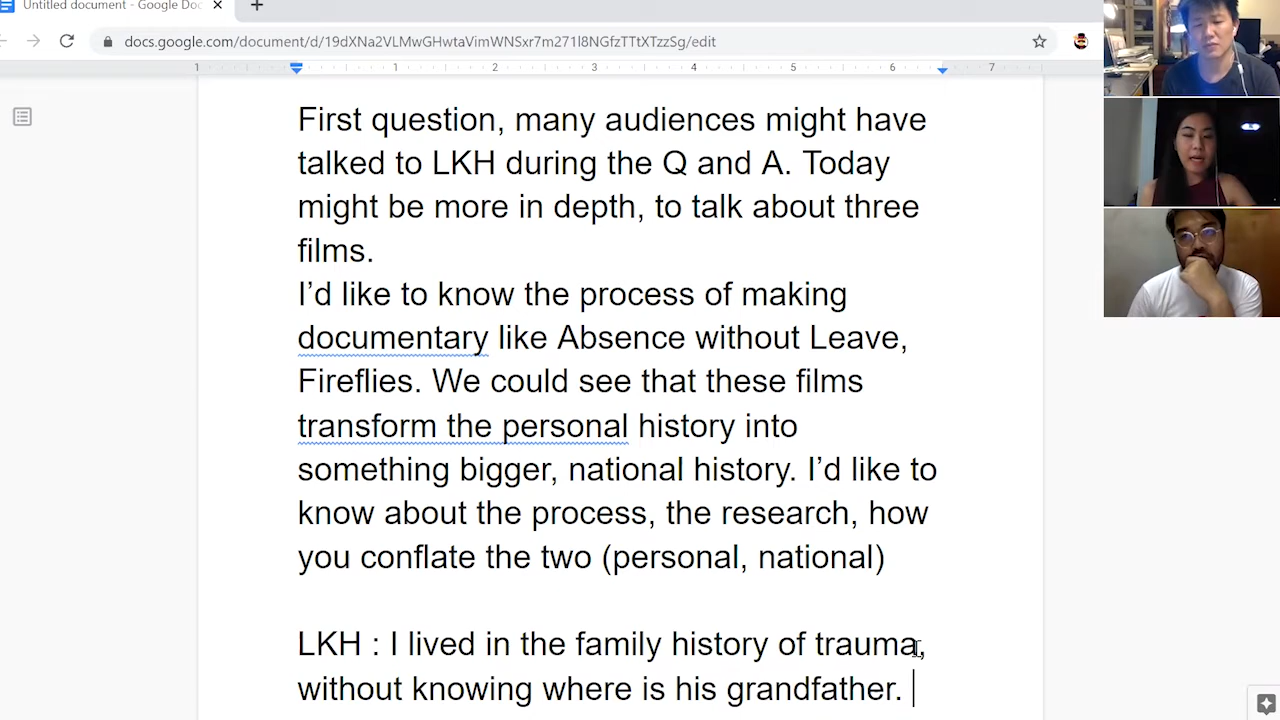 Untitled document - Google Doc
docs.google.com/document/d/19dXNa2VLMwGHwtaVimWNSxr7m271l8NGfzTTtXTzzSg/edit
1 1 2 3 4 5 6 7
First question, many audiences might have
talked to LKH during the Q and A. Today
might be more in depth, to talk about three
films.
I’d like to know the process of making
documentary like Absence without Leave,
Fireflies. We could see that these films
transform the personal history into
something bigger, national history. I’d like to
know about the process, the research, how
you conflate the two (personal, national)
LKH : I lived in the family history of trauma,
without knowing where is his grandfather.